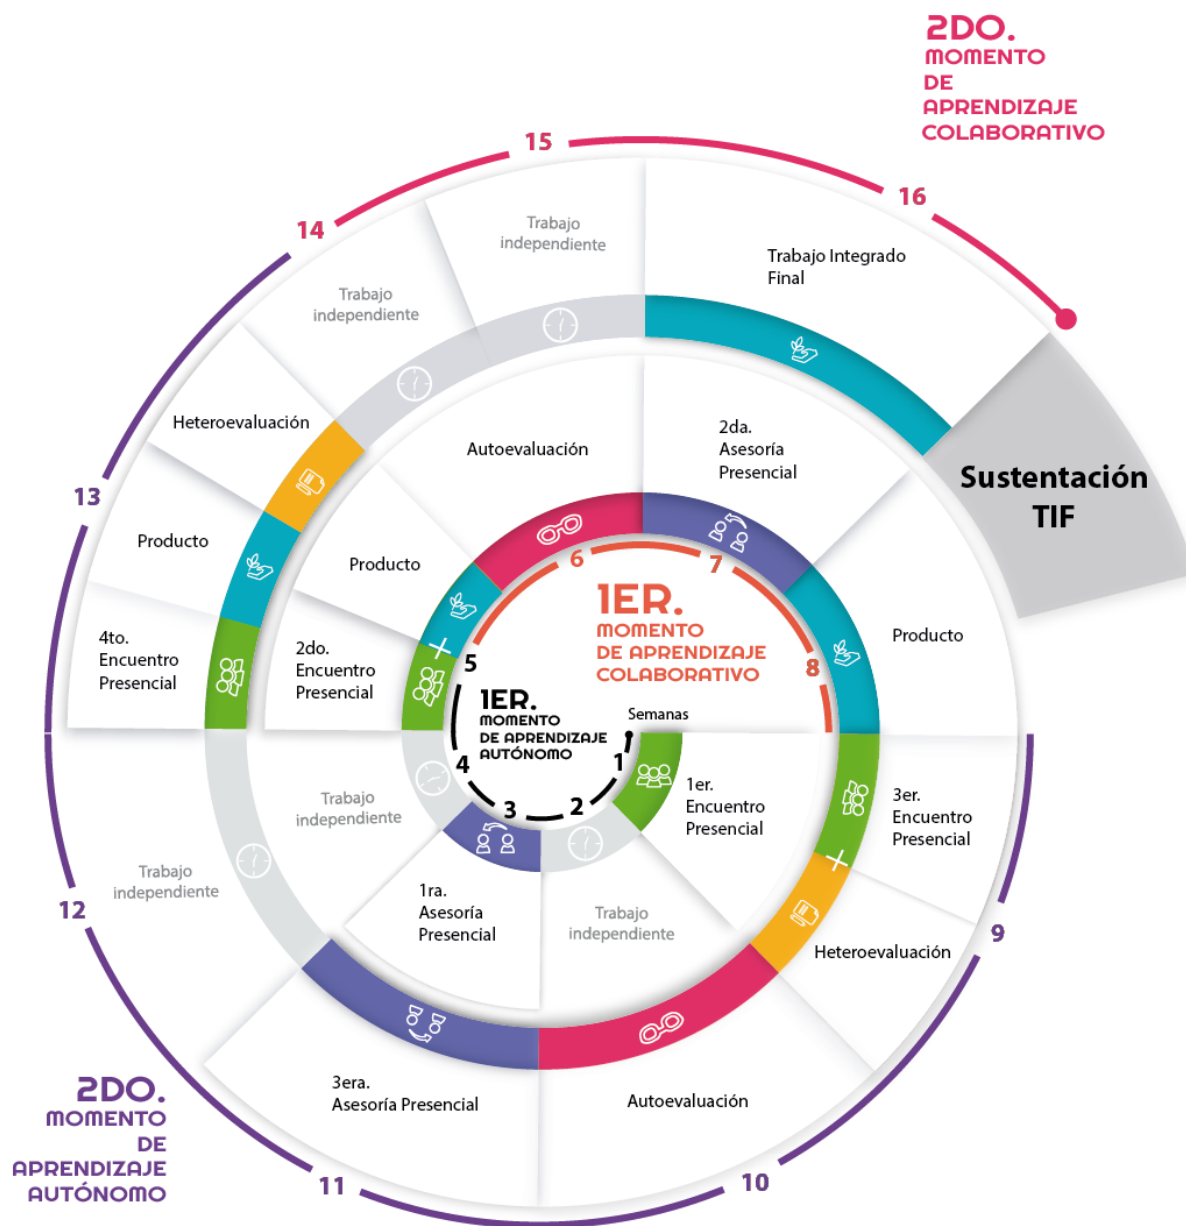 2DO.
MOMENTO
DE
APRENDIZAJE
COLABORATIVO
15
16
14
Trabajo
independiente
Trabajo Integrado
Final
Trabajo
independiente
Heteroevaluación
Autoevaluación
2da.
Asesoría
Presencial
Sustentación
TIF
13
Producto
Producto
6
7
1ER.
MOMENTO
DE APRENDIZAJE
COLABORATIVO
Producto
4to.
Encuentro
Presencial
2do.
Encuentro
Presencial
5
8
1ER.
MOMENTO
DE APRENDIZAJE
AUTÓNOMO
Semanas
4
3
2
1
1er.
Encuentro
Presencial
3er.
Encuentro
Presencial
Trabajo
independiente
Trabajo
independiente
1ra.
Asesoría
Presencial
Trabajo
independiente
12
9
Heteroevaluación
3era.
Asesoría Presencial
Autoevaluación
2DO.
MOMENTO
DE
APRENDIZAJE
AUTÓNOMO
11
10